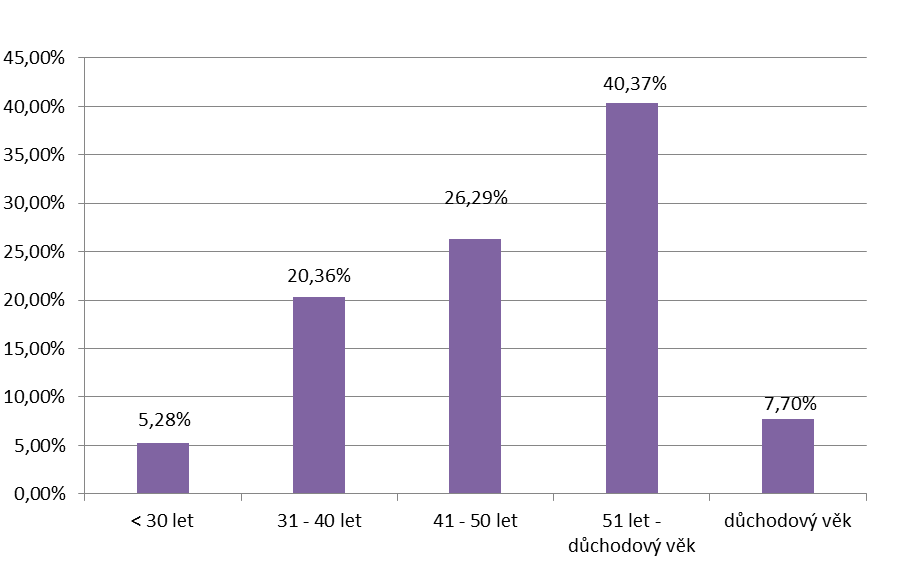 45,00%
40,00%
35,00%
30,00%
25,00%
20,00%
15,00%
10,00%
5,00%
0,00%
5,28%
20,36%
26,29%
40,37%
7,70%
< 30 let
31 - 40 let
41 - 50 let
51 let -
důchodový věk
důchodový věk